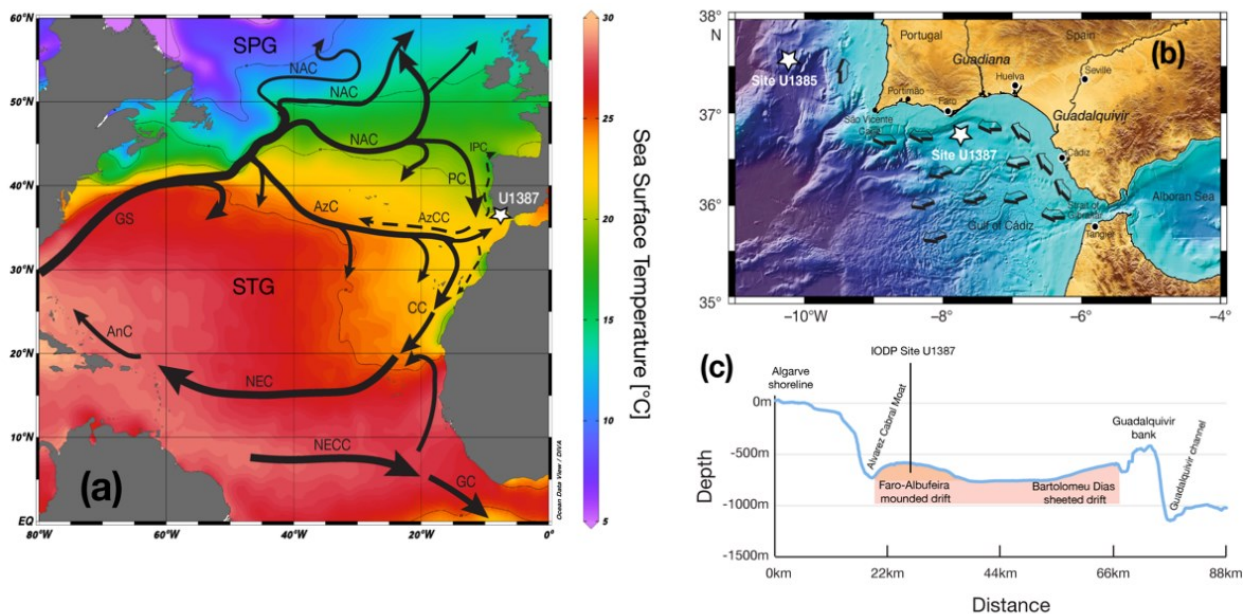 60°N
50°N
40°N
30°N
20°N
10°N
EQ
80°W
60°W
40°W
20°W
0°
SPG
NAC
NAC
NAC
IPC
PC
U1387
GS
AzC
AzCC
STG
CC
AnC
NEC
NECC
GC
(a)
Ocean Data View / DIVA
30
25
20
15
10
5
Sea Surface Temperature [°C]
38°
N
37°
36°
35°
-10°W
-8°
-6°
-4°
(b)
Portugal
Spain
Site U1385
Guadiana
Huelva
Seville
Portimão
Faro
Guadalquivir
São Vicente
Cape
Site U1387
Cádiz
Alboran Sea
Strait of
Gibraltar
Gulf of Cádiz
Tangier
(c)
IODP Site U1387
Algarve
shoreline
Alvarez Cabral Moat
Guadalquivir
bank
Guadalquivir channel
Faro-Albufeira
mounded drift
Bartolomeu Dias
sheeted drift
Depth
-0m
-500m
-1000m
-1500m
0km
22km
44km
66km
88km
Distance